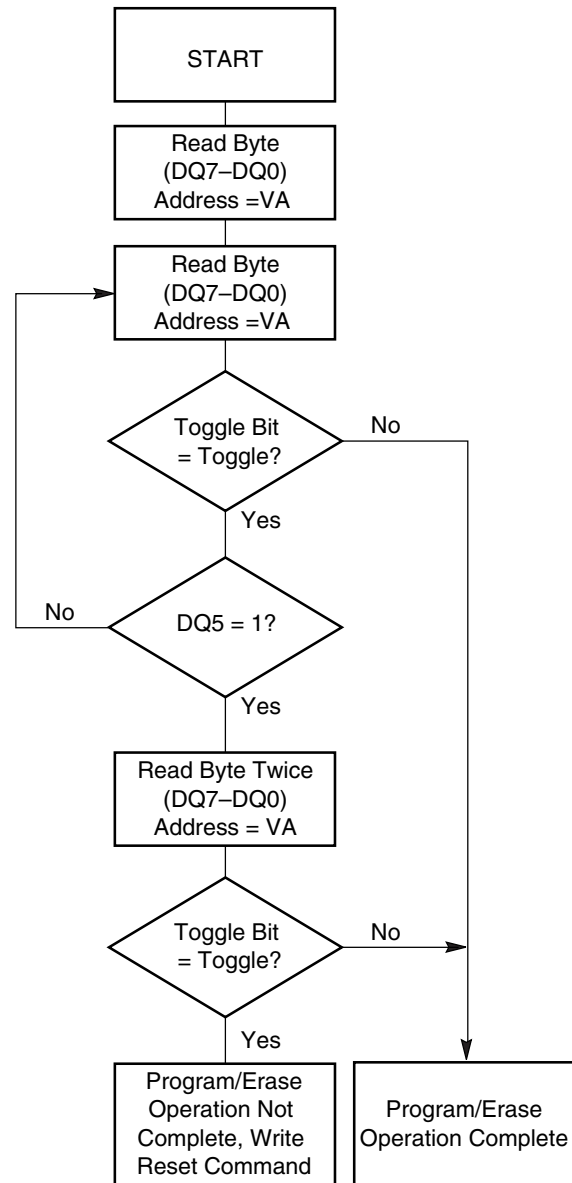 START
Read Byte
(DQ7–DQ0)
Address =VA
Read Byte
(DQ7–DQ0)
Address =VA
Toggle Bit
= Toggle?
No
Yes
No
DQ5 = 1?
Yes
Read Byte Twice
(DQ7–DQ0)
Address = VA
Toggle Bit
= Toggle?
No
Yes
Program/Erase
Operation Not
Complete, Write
Reset Command
Program/Erase
Operation Complete